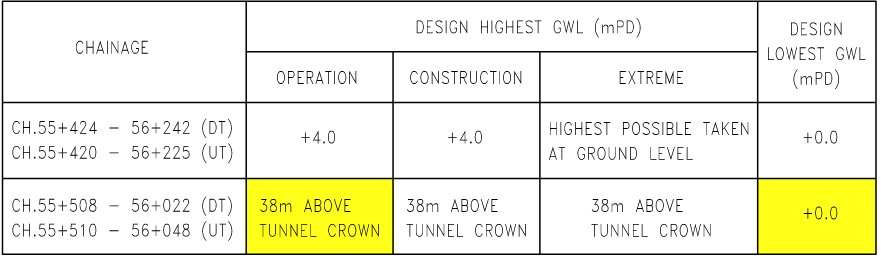 CHAINAGE
DESIGN HIGHEST GWL (mPD)
DESIGN
LOWEST GWL
(mPD)
OPERATION
CONSTRUCTION
EXTREME
CH.55+424 – 56+242 (DT)
CH.55+420 – 56+225 (UT)
+4.0
+4.0
HIGHEST POSSIBLE TAKEN
AT GROUND LEVEL
+0.0
CH.55+508 – 56+022 (DT)
CH.55+510 – 56+048 (UT)
38m ABOVE
TUNNEL CROWN
38m ABOVE
TUNNEL CROWN
38m ABOVE
TUNNEL CROWN
+0.0